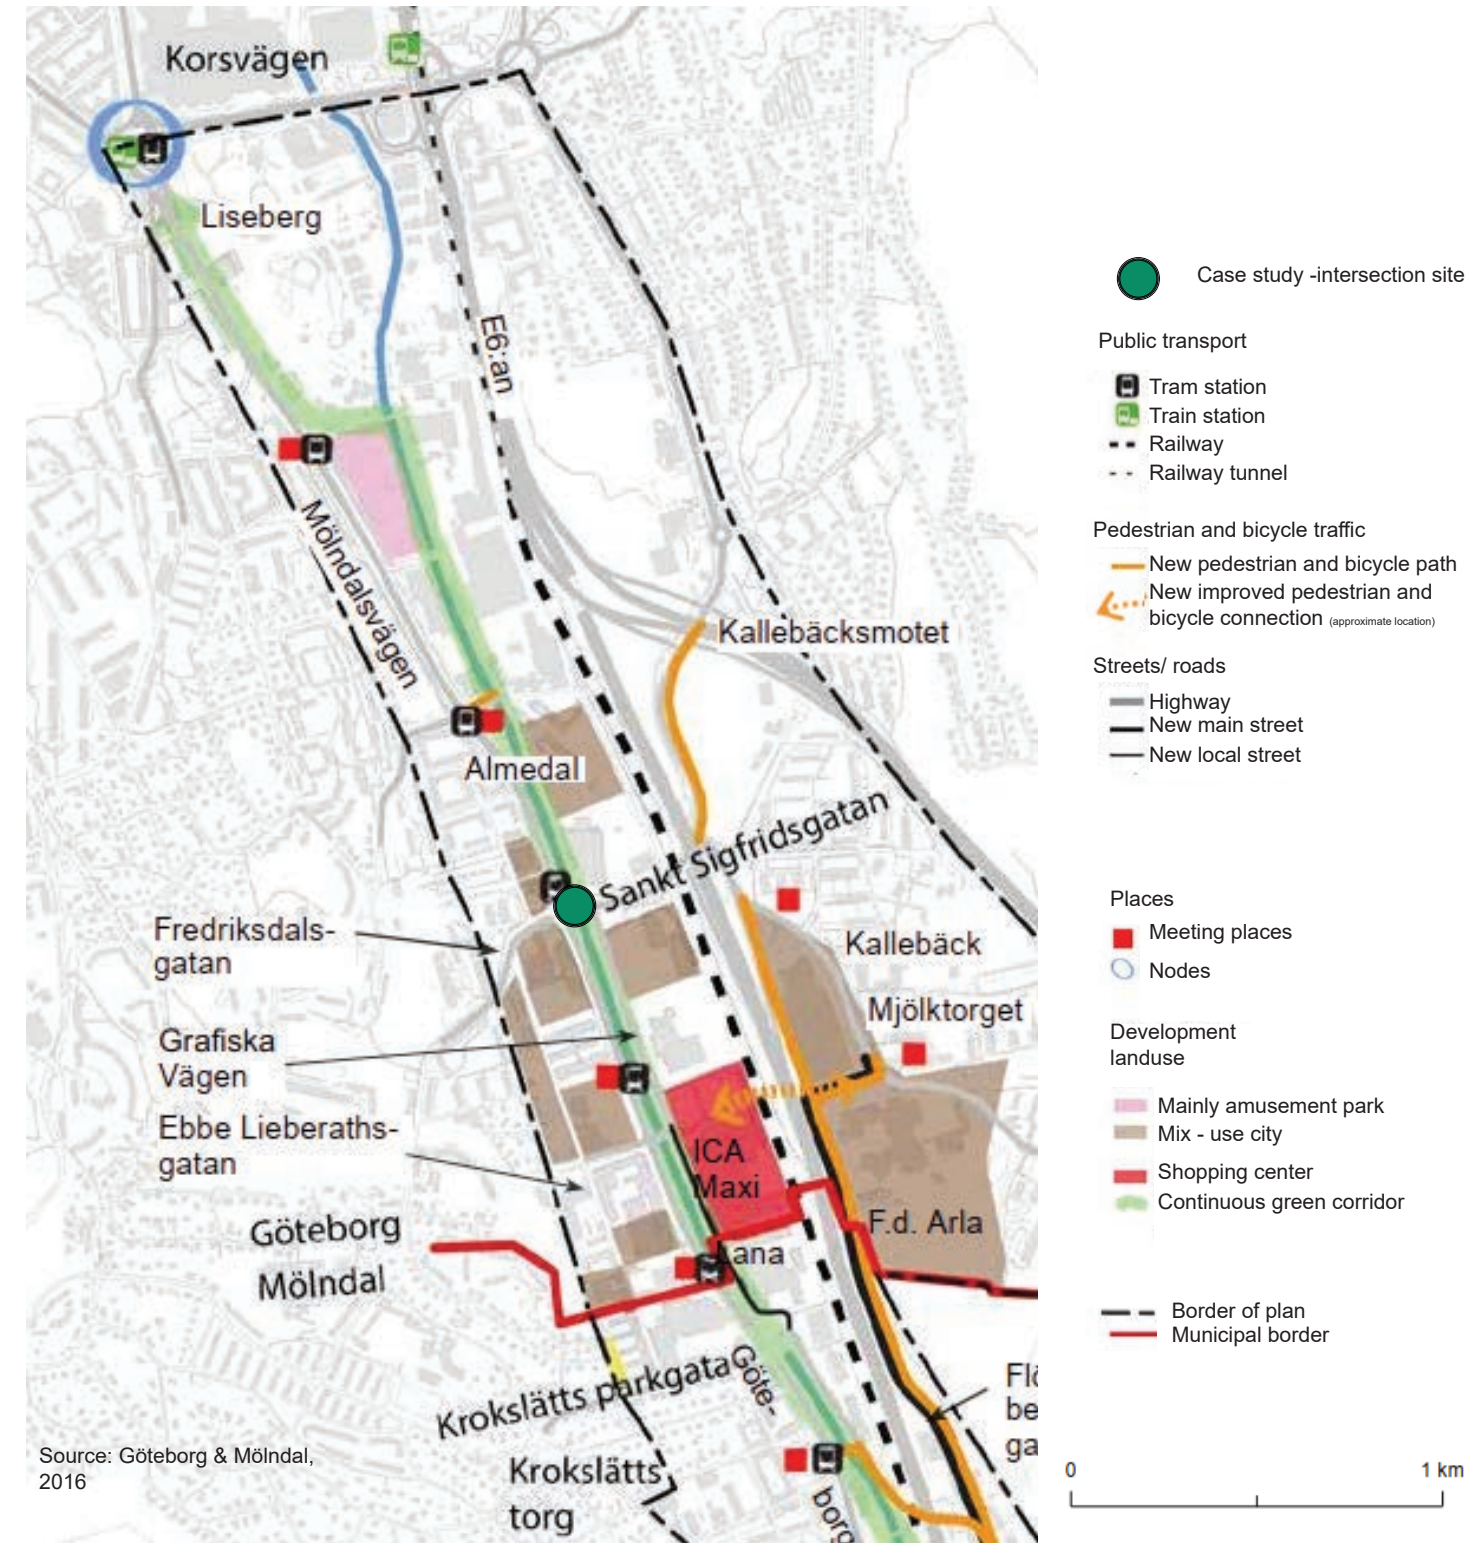 Korsvägen
Liseberg
E6:an
Mölndalsvägen
Kallebäcksmotet
Almedal
Sankt Sigfridsgatan
Fredriksdals-
gatan
Kallebäck
Mjölktorget
Grafiska
Vägen
Ebbe Lieberaths-
gatan
ICA
Maxi
Göteborg
Mölndal
F.d. Arla
Lana
Krokslätts parkgata
Göte-
borg
Flö
be
ga
Krokslätts
torg
Source: Göteborg & Mölndal,
2016
Case study -intersection site
Public transport
Tram station
Train station
Railway
Railway tunnel
Pedestrian and bicycle traffic
New pedestrian and bicycle path
New improved pedestrian and
bicycle connection (approximate location)
Streets/ roads
Highway
New main street
New local street
Places
Meeting places
Nodes
Development
landuse
Mainly amusement park
Mix - use city
Shopping center
Continuous green corridor
Border of plan
Municipal border
0 1 km